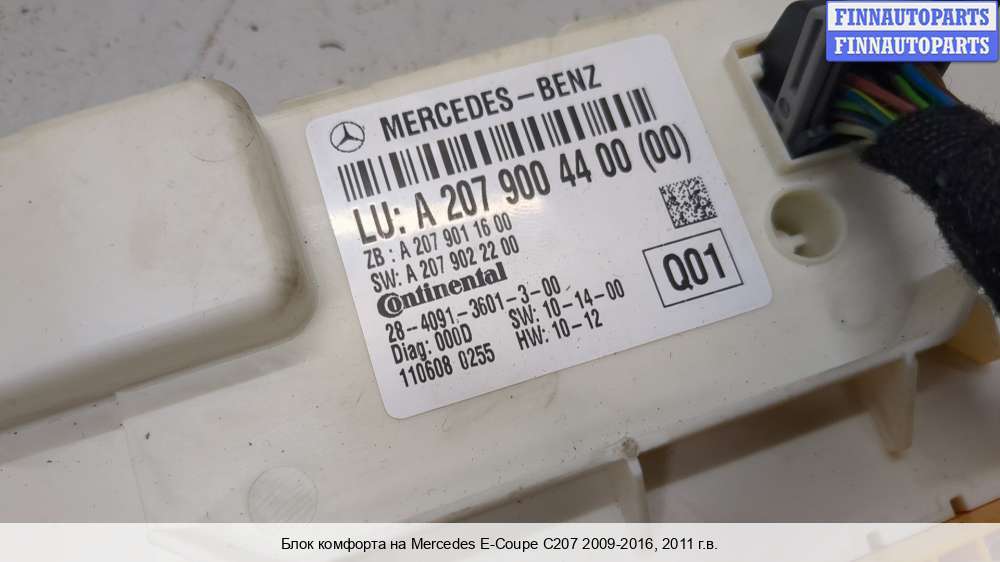 FINNAUTOPARTS
FINNAUTOPARTS
MERCEDES-BENZ
LU: A 207 900 44 00 (00)
ZB : A 207 901 16 00
SW: A 207 902 22 00
Continental
28-4091-3601-3-00
Diag: 000D SW: 10-14-00
110608 0255 HW: 10-12
Q01
Блок комфорта на Mercedes E-Coupe C207 2009-2016, 2011 г.в.